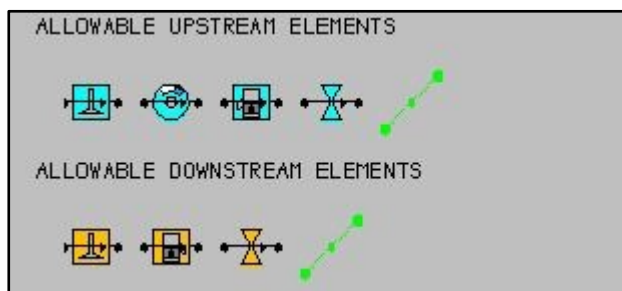 ALLOWABLE UPSTREAM ELEMENTS
ALLOWABLE DOWNSTREAM ELEMENTS